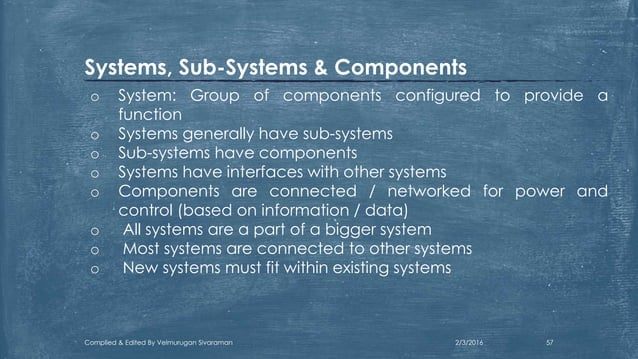 Systems, Sub-Systems & Components
o System: Group of components configured to provide a
function
o Systems generally have sub-systems
o Sub-systems have components
o Systems have interfaces with other systems
o Components are connected / networked for power and
control (based on information / data)
o All systems are a part of a bigger system
o Most systems are connected to other systems
o New systems must fit within existing systems
Complied & Edited By Velmurugan Sivaraman 2/3/2016 57